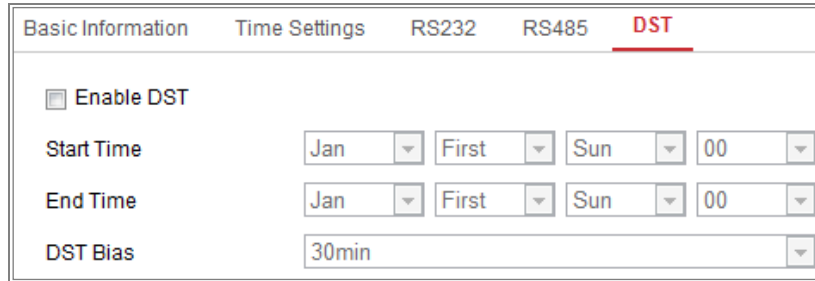 Basic Information Time Settings RS232 RS485 DST
Enable DST
Start Time Jan First Sun 00
End Time Jan First Sun 00
DST Bias 30min